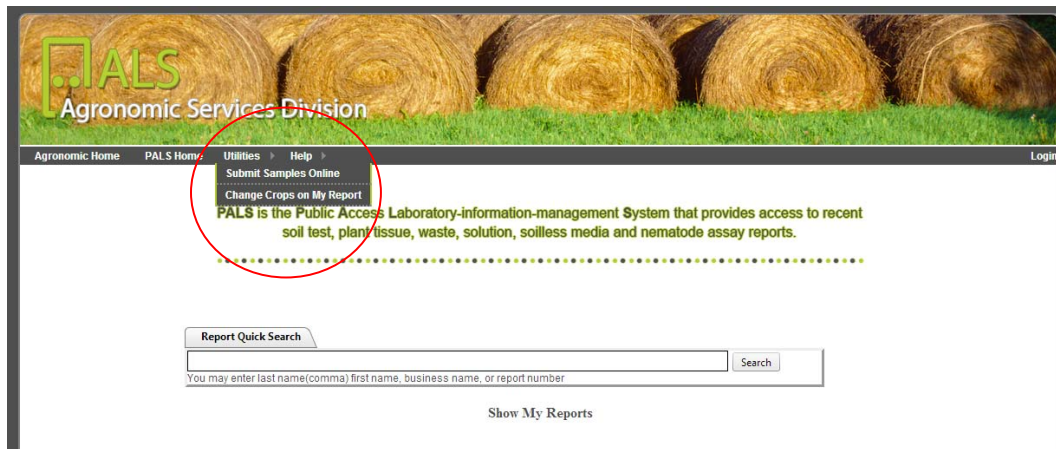 PALS
Agronomic Services Division
Agronomic Home PALS Home Utilities Help Login
Submit Samples Online
Change Crops on My Report
PALS is the Public Access Laboratory-information-management System that provides access to recent
soil test, plant tissue, waste, solution, soilless media and nematode assay reports.
Report Quick Search
Search
You may enter last name(comma) first name, business name, or report number
Show My Reports